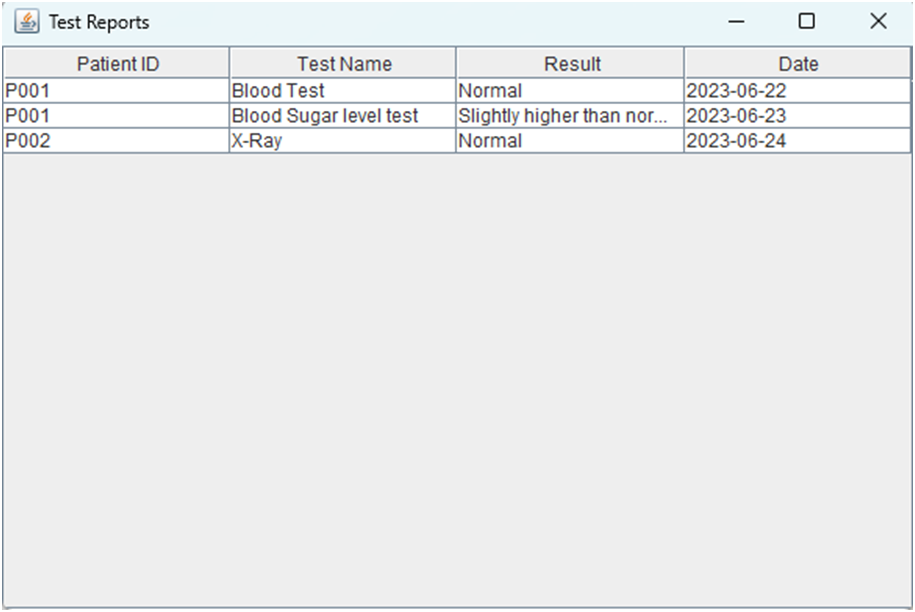 Test Reports
Patient ID Test Name Result Date
P001 Blood Test Normal 2023-06-22
P001 Blood Sugar level test Slightly higher than nor... 2023-06-23
P002 X-Ray Normal 2023-06-24